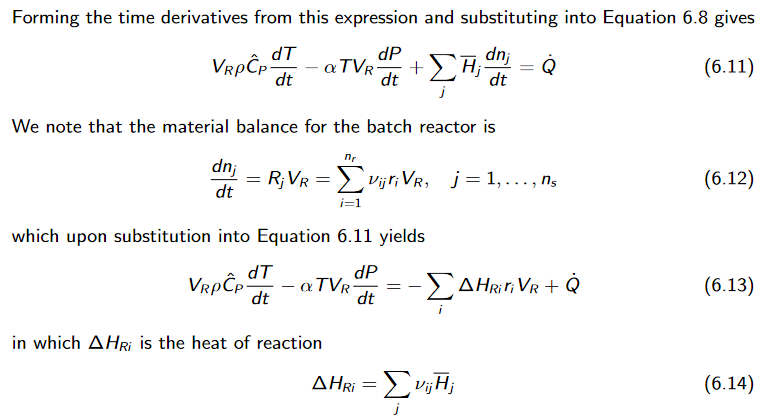 Forming the time derivatives from this expression and substituting into Equation 6.8 gives
$V_R \rho \hat{C}_P \frac{dT}{dt} - \alpha T V_R \frac{dP}{dt} + \sum_j \overline{H}_j \frac{dn_j}{dt} = \dot{Q}$ (6.11)
We note that the material balance for the batch reactor is
$\frac{dn_j}{dt} = R_j V_R = \sum_{i=1}^{n_r} \nu_{ij} r_i V_R, \quad j = 1, \ldots, n_s$ (6.12)
which upon substitution into Equation 6.11 yields
$V_R \rho \hat{C}_P \frac{dT}{dt} - \alpha T V_R \frac{dP}{dt} = - \sum_i \Delta H_{Ri} r_i V_R + \dot{Q}$ (6.13)
in which $\Delta H_{Ri}$ is the heat of reaction
$\Delta H_{Ri} = \sum_j \nu_{ij} \overline{H}_j$ (6.14)